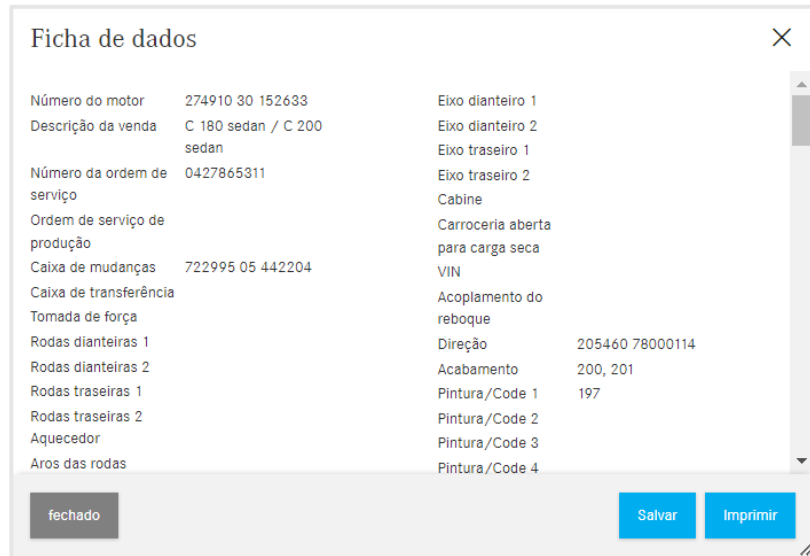 Ficha de dados
Número do motor 274910 30 152633
Descrição da venda C 180 sedan / C 200
sedan
Número da ordem de 0427865311
serviço
Ordem de serviço de
produção
Caixa de mudanças 722995 05 442204
Caixa de transferência
Tomada de força
Rodas dianteiras 1
Rodas dianteiras 2
Rodas traseiras 1
Rodas traseiras 2
Aquecedor
Aros das rodas
Eixo dianteiro 1
Eixo dianteiro 2
Eixo traseiro 1
Eixo traseiro 2
Cabine
Carroceria aberta
para carga seca
VIN
Acoplamento do
reboque
Direção 205460 78000114
Acabamento 200, 201
Pintura/Code 1 197
Pintura/Code 2
Pintura/Code 3
Pintura/Code 4
fechado
Salvar
Imprimir